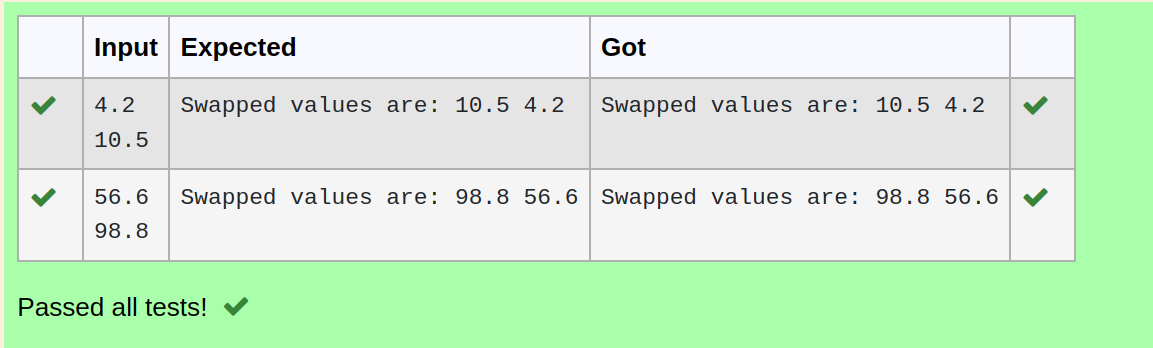 Input Expected Got
4.2 Swapped values are: 10.5 4.2 Swapped values are: 10.5 4.2
10.5
56.6 Swapped values are: 98.8 56.6 Swapped values are: 98.8 56.6
98.8
Passed all tests!